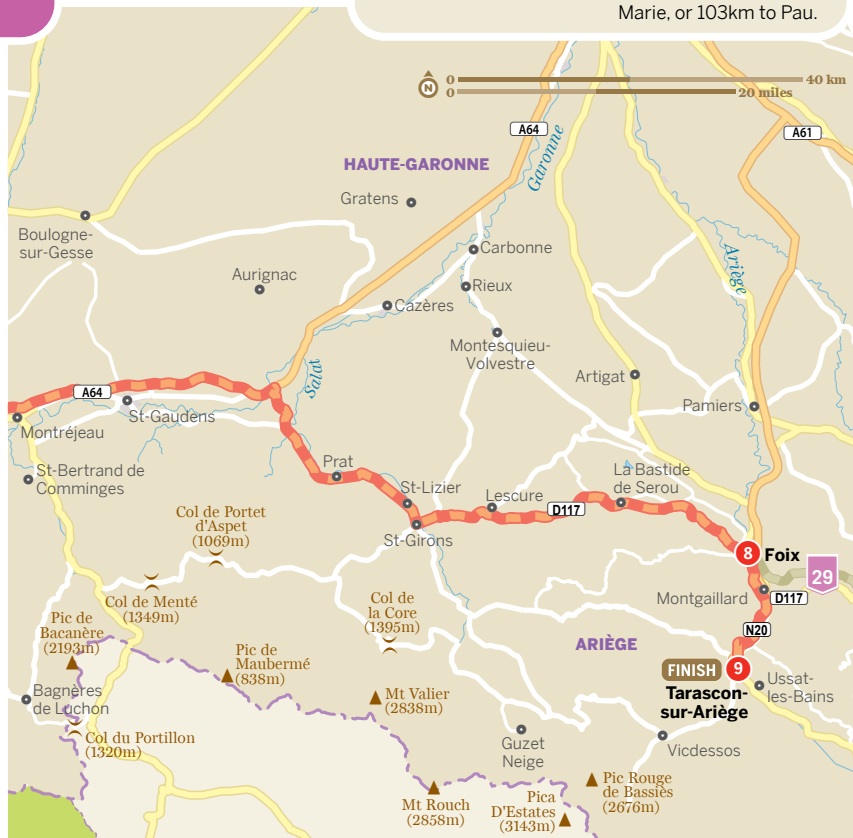 Marie, or 103km to Pau.
N
0
40 km
0
20 miles
A64
A61
HAUTE-GARONNE
Garonne
Gratens
Boulogne-
sur-Gesse
Carbonne
Ariège
Aurignac
Rieux
Cazères
Montesquieu-
Volvestre
Salat
Artigat
A64
St-Gaudens
Pamiers
Montréjeau
St-Bertrand de
Comminges
Prat
St-Lizier
Lescure
La Bastide
de Serou
D117
St-Girons
Col de Portet
d'Aspet
(1069m)
8
Foix
29
Col de Menté
(1349m)
Col de
la Core
(1395m)
Montgaillard
D117
Pic de
Bacanère
(2193m)
N20
ARIÈGE
Pic de
Maubermé
(838m)
FINISH
9
Tarascon-
sur-Ariège
Ussat-
les-Bains
Bagnères
de Luchon
Mt Valier
(2838m)
Col du Portillon
(1320m)
Guzet
Neige
Vicdessos
Pic Rouge
de Bassiès
(2676m)
Mt Rouch
(2858m)
Pica
D'Estates
(3143m)